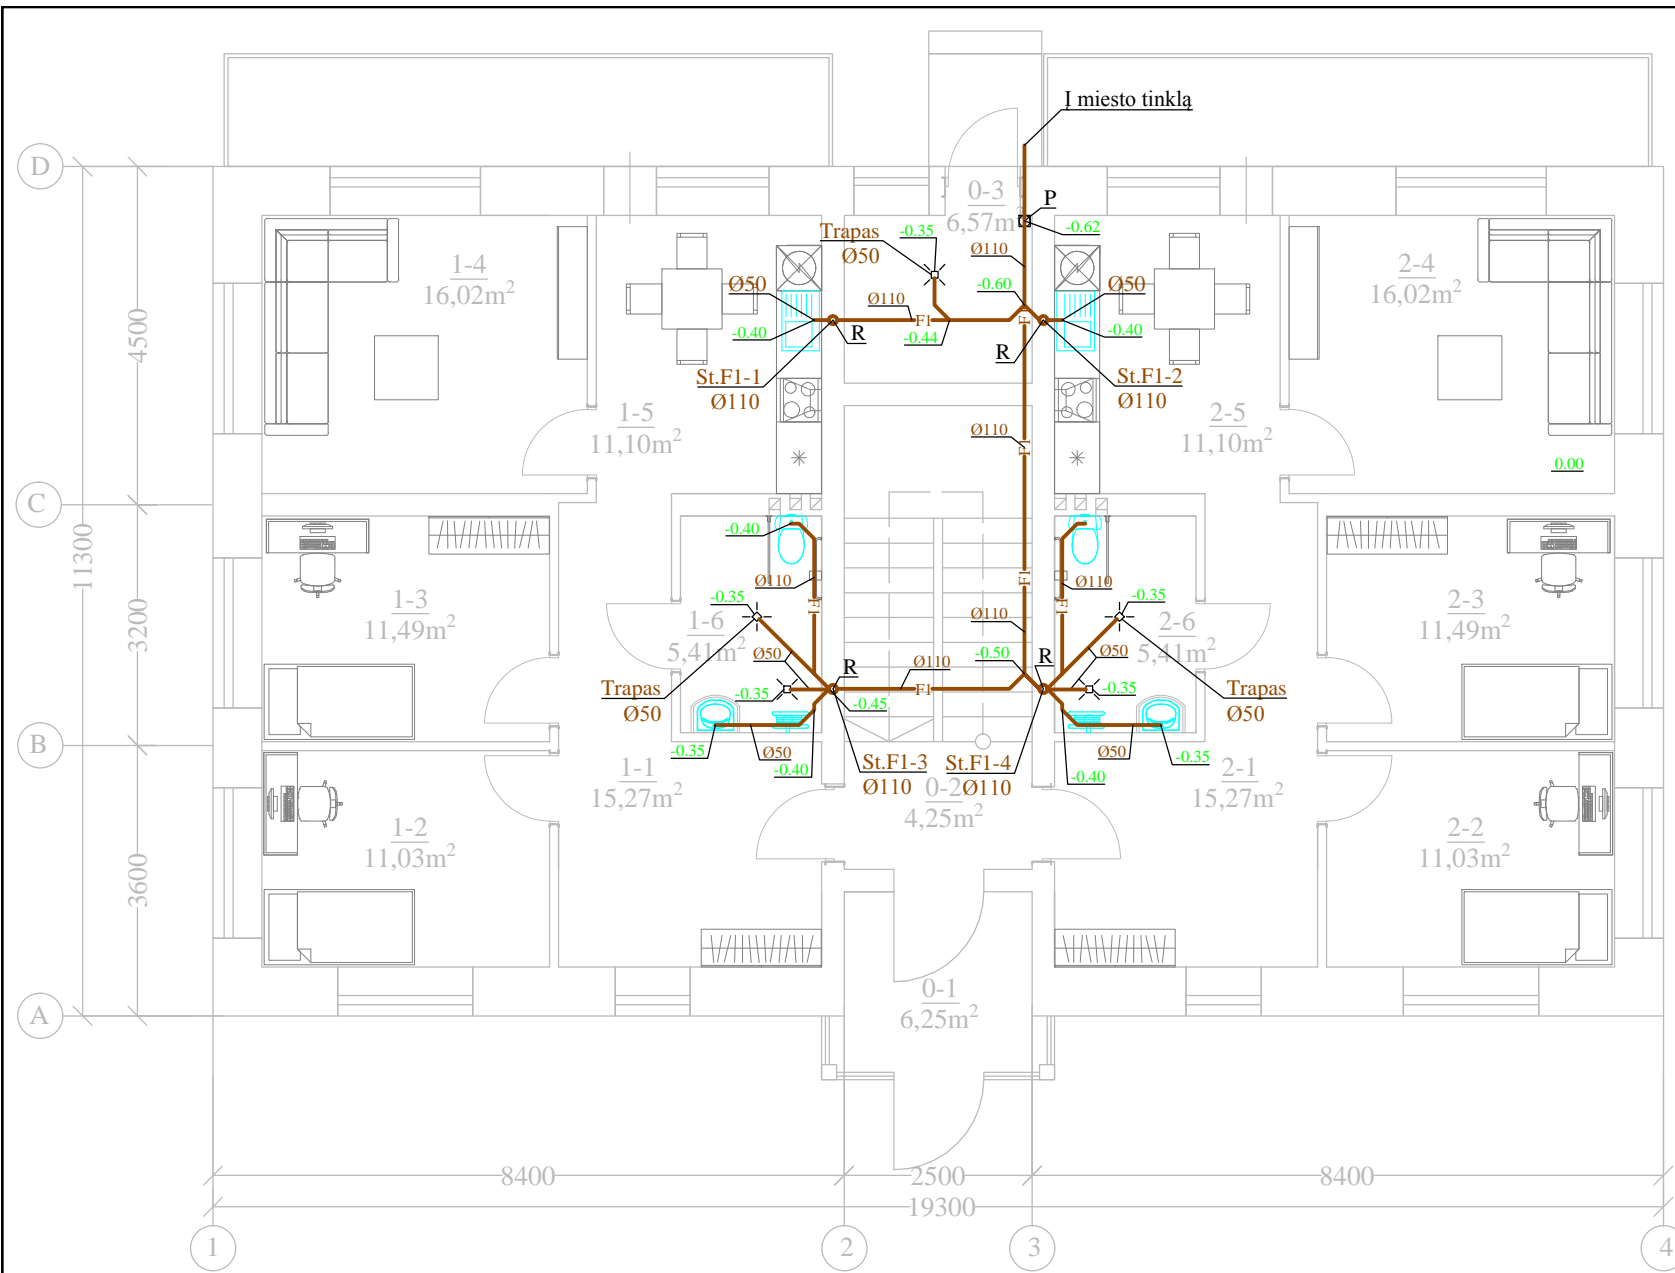 Į miesto tinklą
D
0-3
6,57m
P
-0.62
Trapas
Ø50
-0.35
Ø110
1-4
16,02m²
2-4
16,02m²
Ø50
-0.60
Ø50
Ø110
F1
F1
-0.40
-0.44
-0.40
R
R
4500
St.F1-1
Ø110
St.F1-2
Ø110
1-5
11,10m²
2-5
11,10m²
Ø110
F1
0.00
C
11300
-0.40
Ø110
Ø110
F1
3200
1-3
11,49m²
2-3
11,49m²
-0.35
-0.35
F1
F1
1-6
5,41m²
2-6
5,41m²
Ø110
Ø50
Ø50
-0.50
R
R
Ø110
F1
Trapas
Ø50
Trapas
Ø50
-0.35
-0.35
-0.45
B
-0.35
Ø50
-0.40
Ø50
-0.35
-0.40
St.F1-3
Ø110
St.F1-4
Ø110
1-1
15,27m²
2-1
15,27m²
0-2
4,25m²
1-2
11,03m²
2-2
11,03m²
3600
0-1
6,25m²
A
8400
2500
8400
19300
1
2
3
4